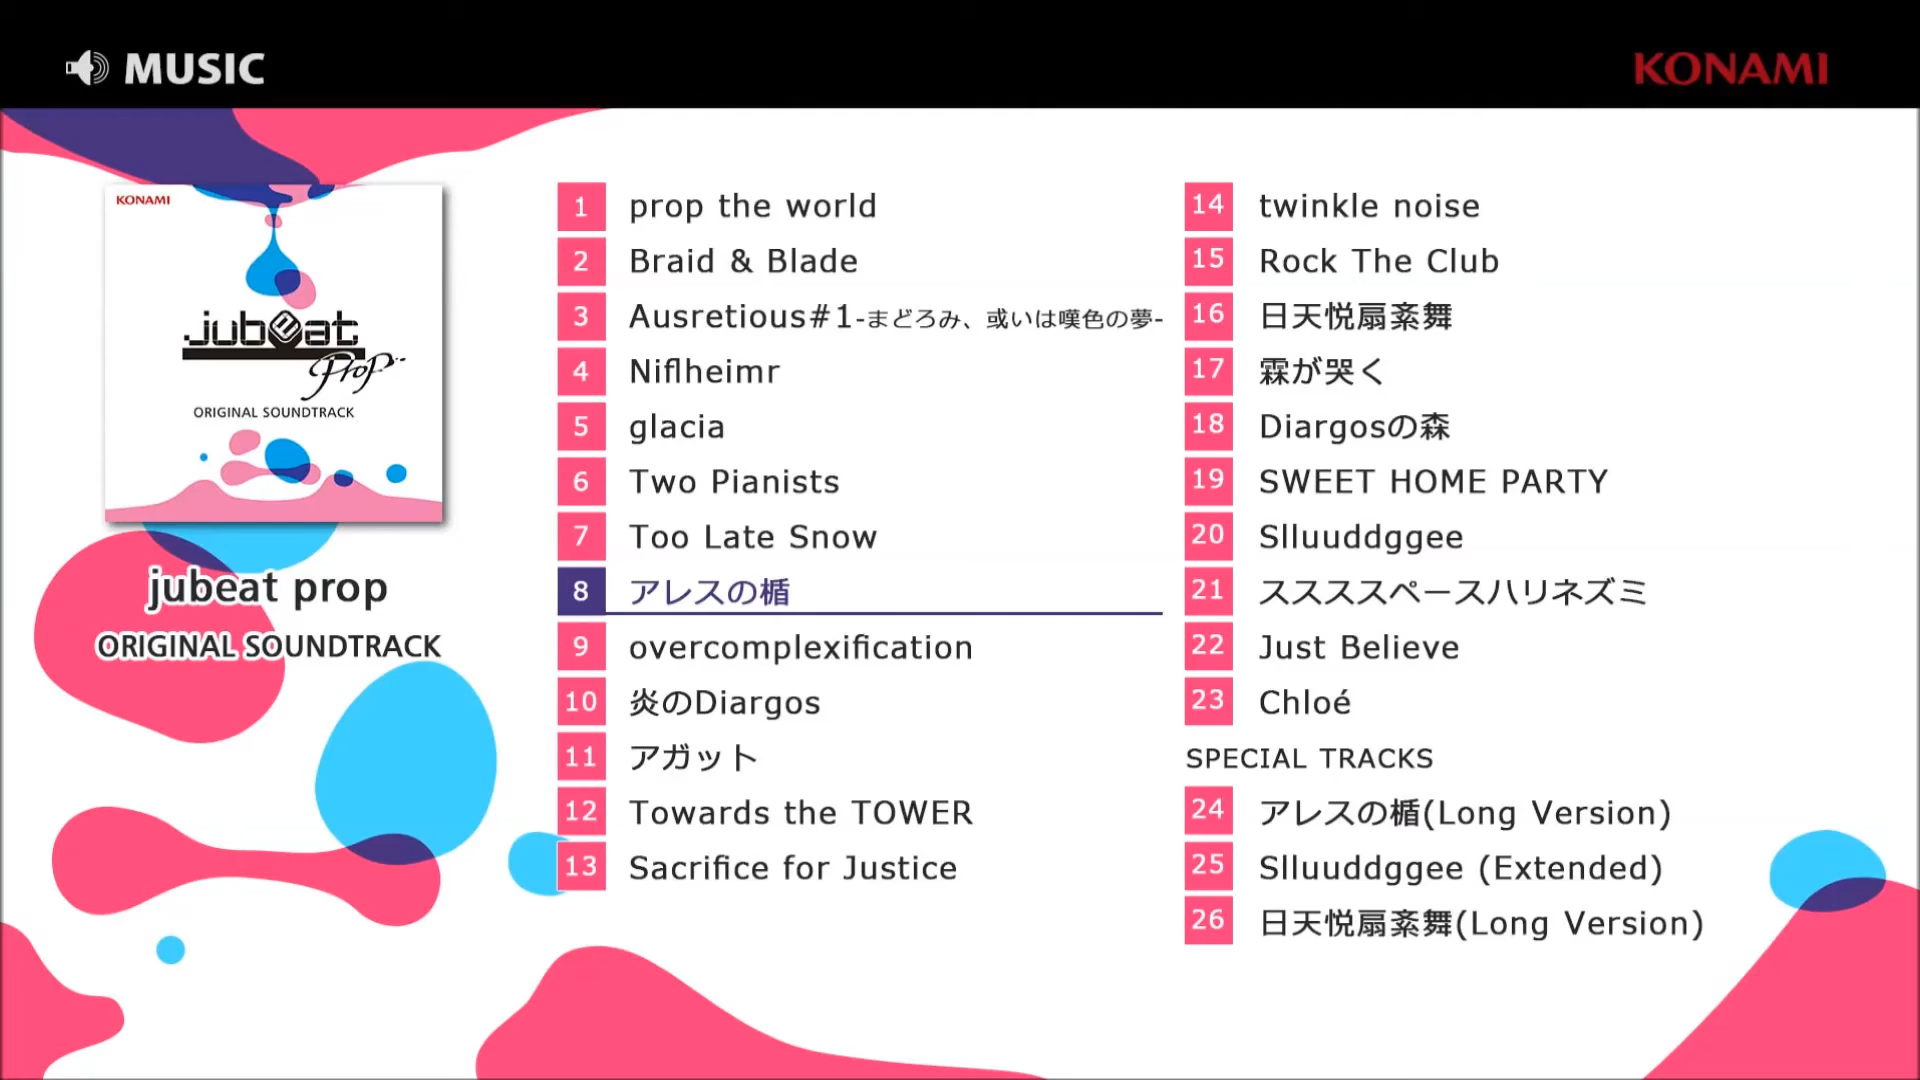 MUSIC
KONAMI
KONAMI
jubeat
prop
ORIGINAL SOUNDTRACK
jubeat prop
ORIGINAL SOUNDTRACK
1 prop the world
2 Braid & Blade
3 Ausretious#1-まどろみ、或いは嘆色の夢-
4 Niflheimr
5 glacia
6 Two Pianists
7 Too Late Snow
8 アレスの楯
9 overcomplexification
10 炎のDiargos
11 アガット
12 Towards the TOWER
13 Sacrifice for Justice
14 twinkle noise
15 Rock The Club
16 日天悦扇紊舞
17 霖が哭く
18 Diargosの森
19 SWEET HOME PARTY
20 Slluuddggee
21 ススススペースハリネズミ
22 Just Believe
23 Chloé
SPECIAL TRACKS
24 アレスの楯(Long Version)
25 Slluuddggee (Extended)
26 日天悦扇紊舞(Long Version)